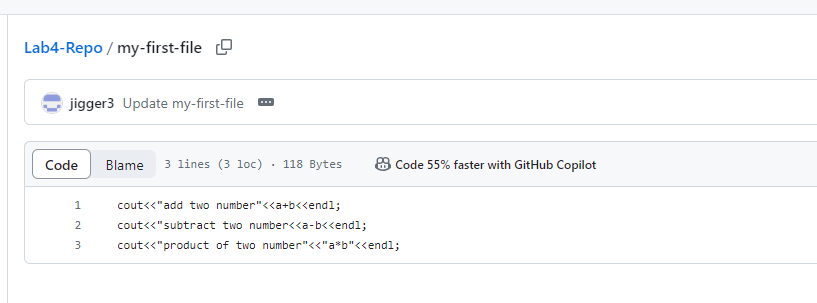 Lab4-Repo / my-first-file
jigger3 Update my-first-file
Code Blame 3 lines (3 loc) · 118 Bytes Code 55% faster with GitHub Copilot
1 cout<<"add two number"<<a+b<<endl;
2 cout<<"subtract two number<<a-b<<endl;
3 cout<<"product of two number"<<"a*b"<<endl;